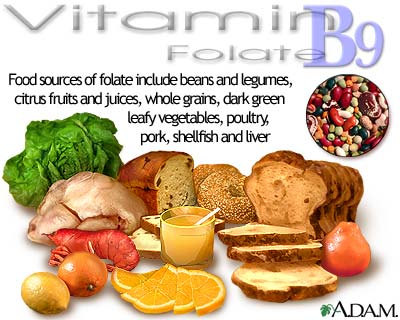 Vitamin B9
Folate
Food sources of folate include beans and legumes,
citrus fruits and juices, whole grains, dark green
leafy vegetables, poultry,
pork, shellfish and liver
ADAM.